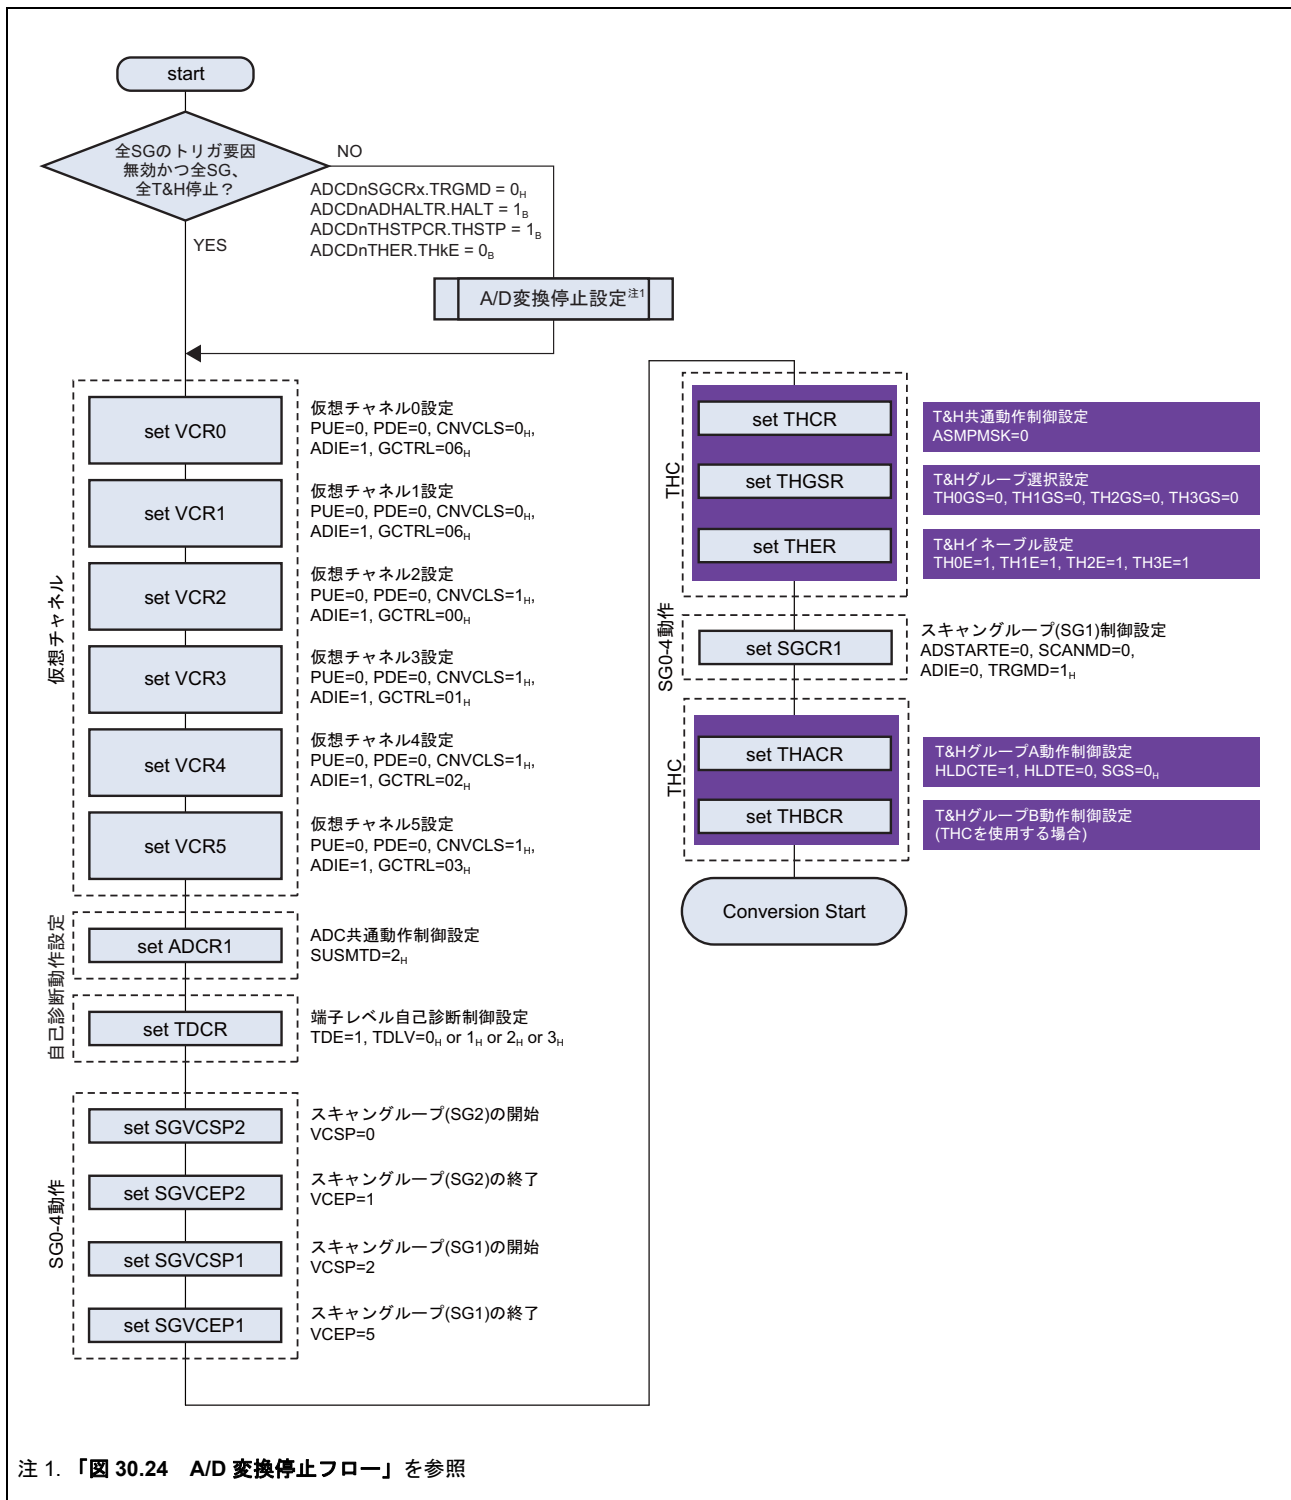 start
全SGのトリガ要因
無効かつ全SG、
全T&H停止？
NO
ADCDnSGCRx.TRGMD = 0H
ADCDnADHALTR.HALT = 1B
ADCDnTHSTPCR.THSTP = 1B
ADCDnTHER.THkE = 0B
YES
A/D変換停止設定注1
仮想チャネル
set VCR0
仮想チャネル0設定
PUE=0, PDE=0, CNVCLS=0H,
ADIE=1, GCTRL=06H
set VCR1
仮想チャネル1設定
PUE=0, PDE=0, CNVCLS=0H,
ADIE=1, GCTRL=06H
set VCR2
仮想チャネル2設定
PUE=0, PDE=0, CNVCLS=1H,
ADIE=1, GCTRL=00H
set VCR3
仮想チャネル3設定
PUE=0, PDE=0, CNVCLS=1H,
ADIE=1, GCTRL=01H
set VCR4
仮想チャネル4設定
PUE=0, PDE=0, CNVCLS=1H,
ADIE=1, GCTRL=02H
set VCR5
仮想チャネル5設定
PUE=0, PDE=0, CNVCLS=1H,
ADIE=1, GCTRL=03H
自己診断動作設定
set ADCR1
ADC共通動作制御設定
SUSMTD=2H
set TDCR
端子レベル自己診断制御設定
TDE=1, TDLV=0H or 1H or 2H or 3H
SG0-4動作
set SGVCSP2
スキャングループ(SG2)の開始
VCSP=0
set SGVCEP2
スキャングループ(SG2)の終了
VCEP=1
set SGVCSP1
スキャングループ(SG1)の開始
VCSP=2
set SGVCEP1
スキャングループ(SG1)の終了
VCEP=5
THC
set THCR
T&H共通動作制御設定
ASMPMSK=0
set THGSR
T&Hグループ選択設定
TH0GS=0, TH1GS=0, TH2GS=0, TH3GS=0
set THER
T&Hイネーブル設定
TH0E=1, TH1E=1, TH2E=1, TH3E=1
SG0-4動作
set SGCR1
スキャングループ(SG1)制御設定
ADSTARTE=0, SCANMD=0,
ADIE=0, TRGMD=1H
THC
set THACR
T&HグループA動作制御設定
HLDCTE=1, HLDTE=0, SGS=0H
set THBCR
T&HグループB動作制御設定
(THCを使用する場合)
Conversion Start
注 1. 「図 30.24 A/D 変換停止フロー」を参照